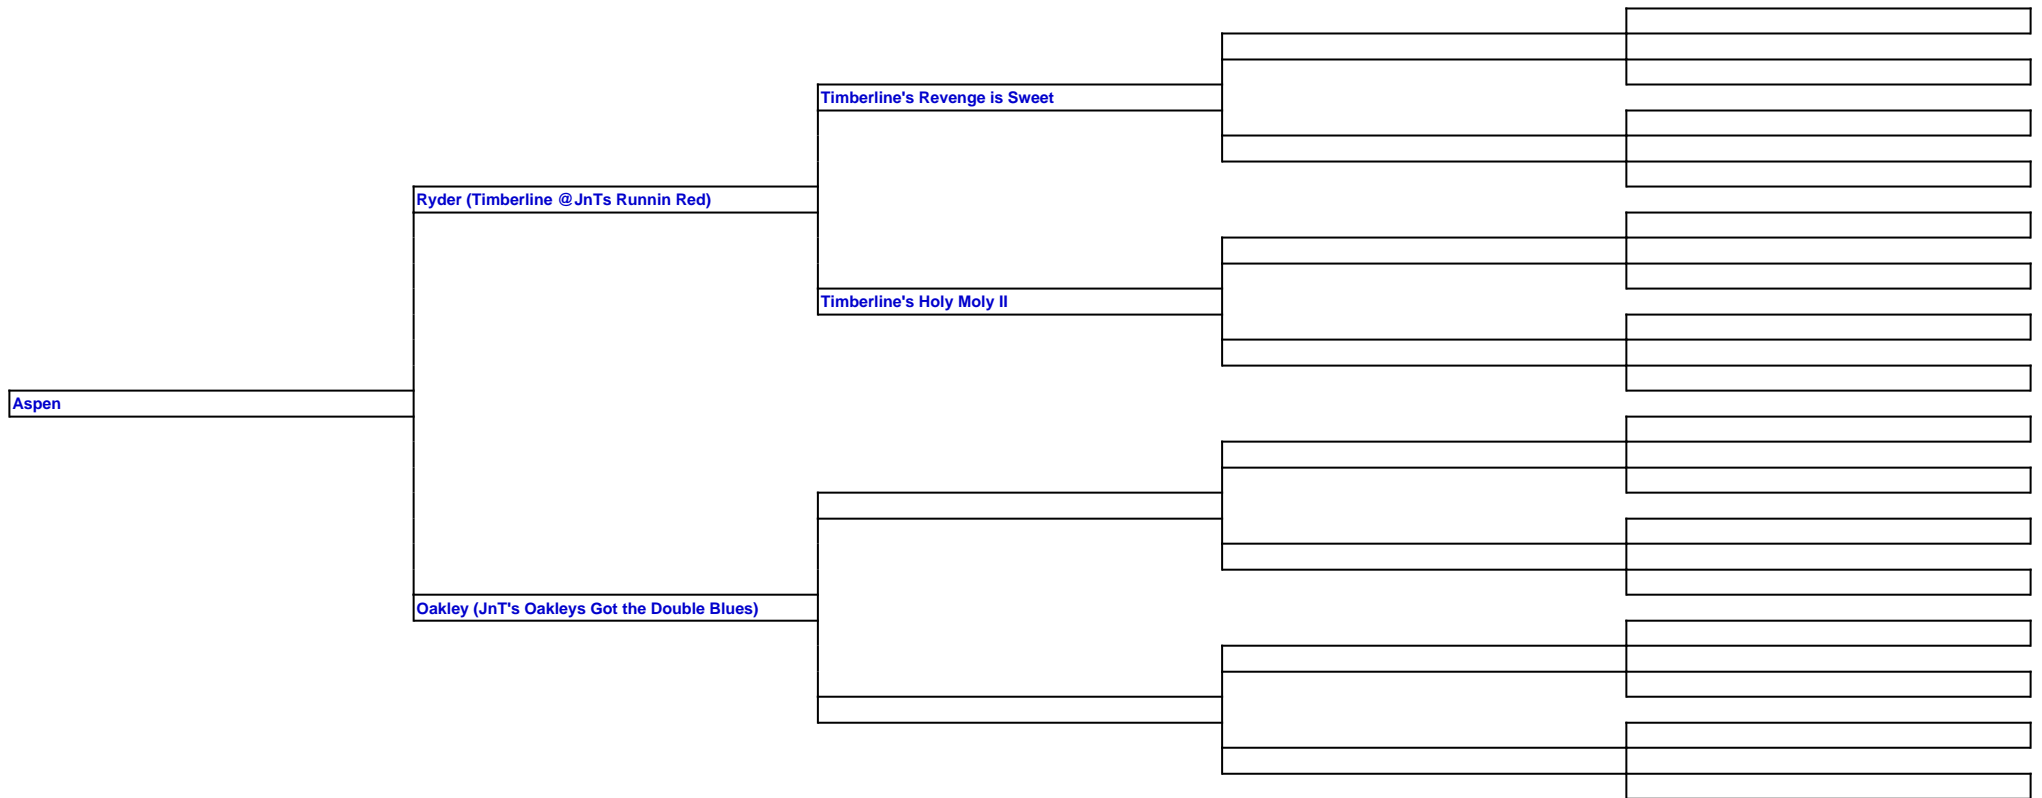 Timberline's Revenge is Sweet
Ryder (Timberline @JnTs Runnin Red)
Timberline's Holy Moly II
Aspen
Oakley (JnT's Oakleys Got the Double Blues)